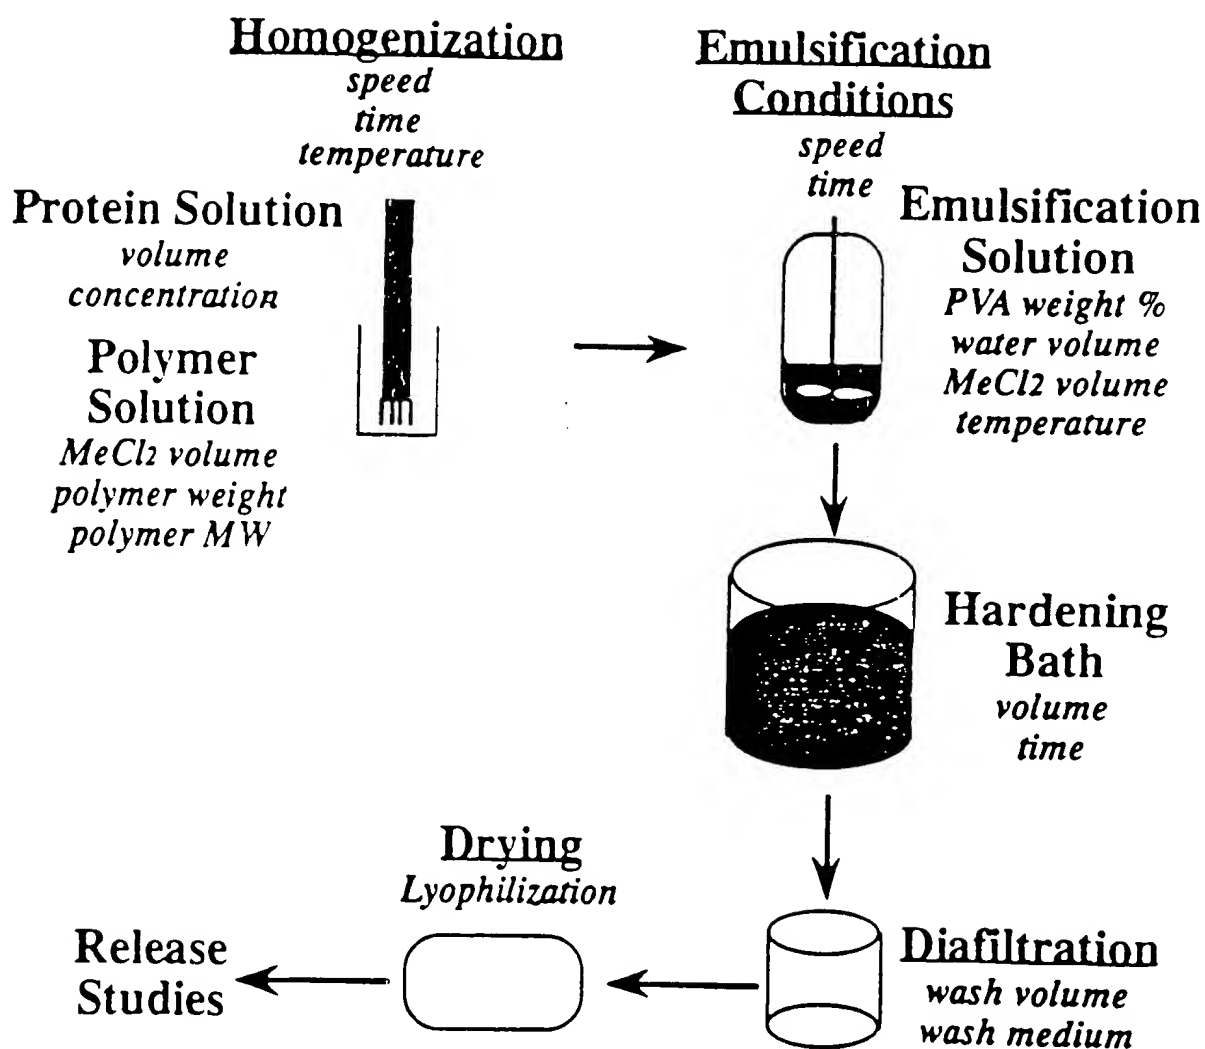 Homogenization
speed
time
temperature
Protein Solution
volume
concentration
Polymer
Solution
MeCl2 volume
polymer weight
polymer MW
Emulsification
Conditions
speed
time
Emulsification
Solution
PVA weight %
water volume
MeCl2 volume
temperature
Hardening
Bath
volume
time
Diafiltration
wash volume
wash medium
Drying
Lyophilization
Release
Studies